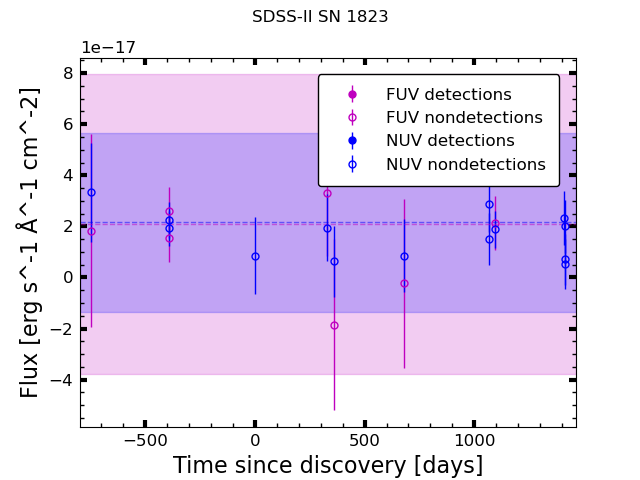 SDSS-II SN 1823
1e−17
8
6
4
2
0
−2
−4
Flux [erg s^-1 Å^-1 cm^-2]
FUV detections
FUV nondetections
NUV detections
NUV nondetections
−500
0
500
1000
Time since discovery [days]